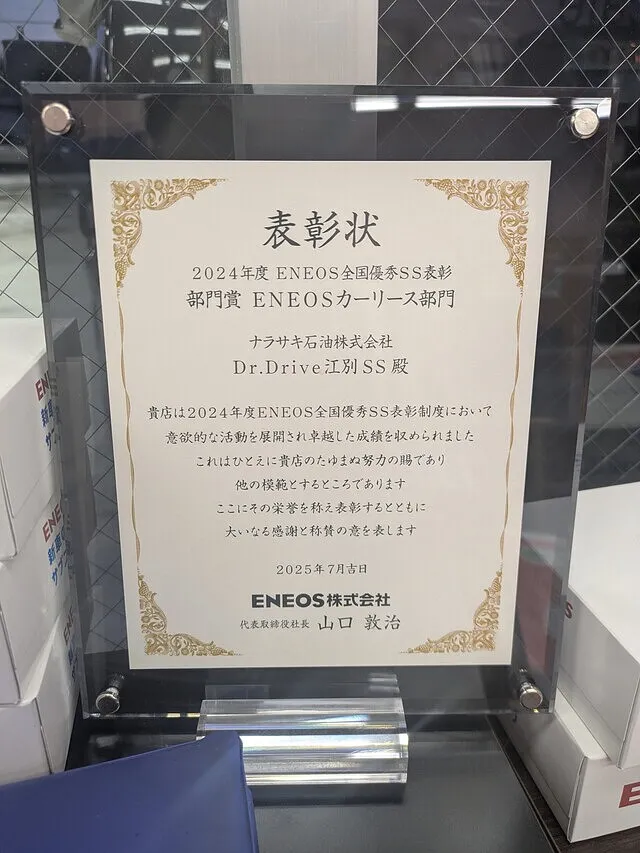 表彰状
2024年度 ENEOS全国優秀SS表彰
部門賞 ENEOSカーリース部門
ナラサキ石油株式会社
Dr.Drive江別SS 殿
貴店は2024年度ENEOS全国優秀SS表彰制度において
意欲的な活動を展開され卓越した成績を収められました
これはひとえに貴店のたゆまぬ努力の賜であり
他の模範とするところであります
ここにその栄誉を称え表彰するとともに
大いなる感謝と称賛の意を表します
2025年7月吉日
ENEOS株式会社
代表取締役社長 山口 敦治